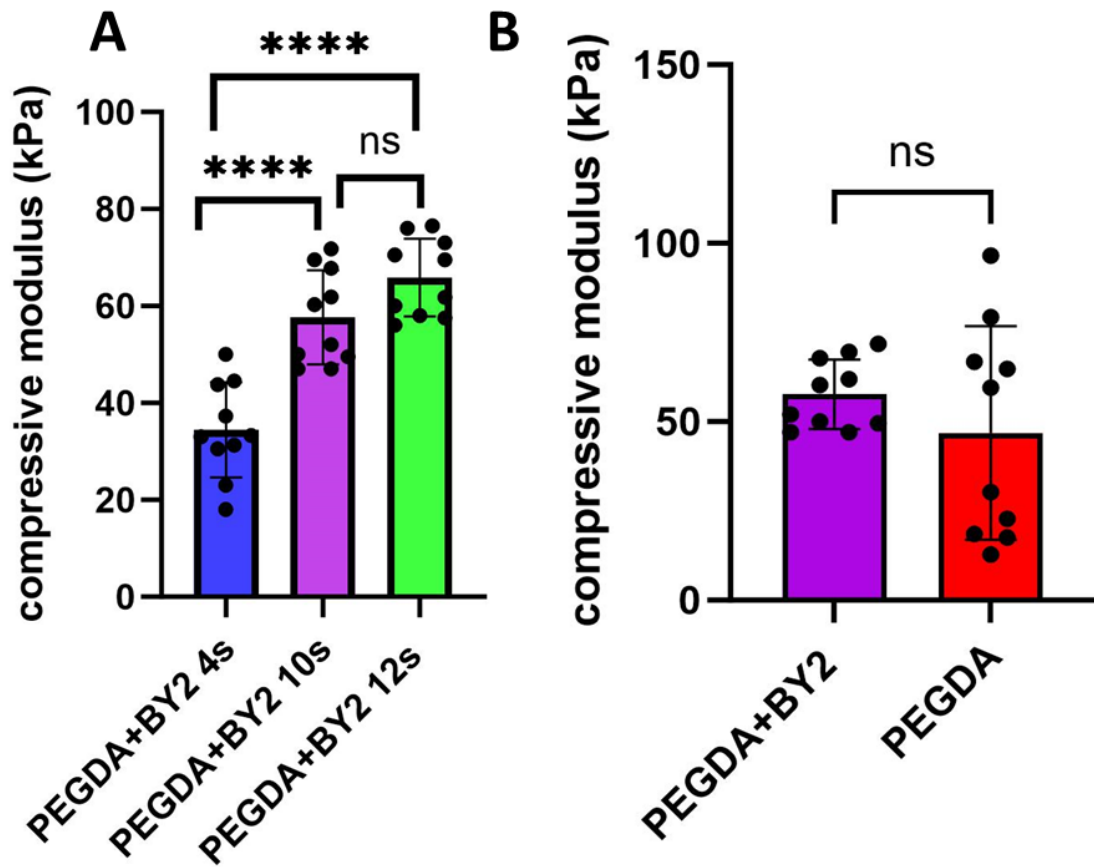 A
compressive modulus (kPa)
100
80
60
40
20
0
****
****
ns
PEGDA+BY2 4s
PEGDA+BY2 10s
PEGDA+BY2 12s
B
compressive modulus (kPa)
150
100
50
0
ns
PEGDA+BY2
PEGDA